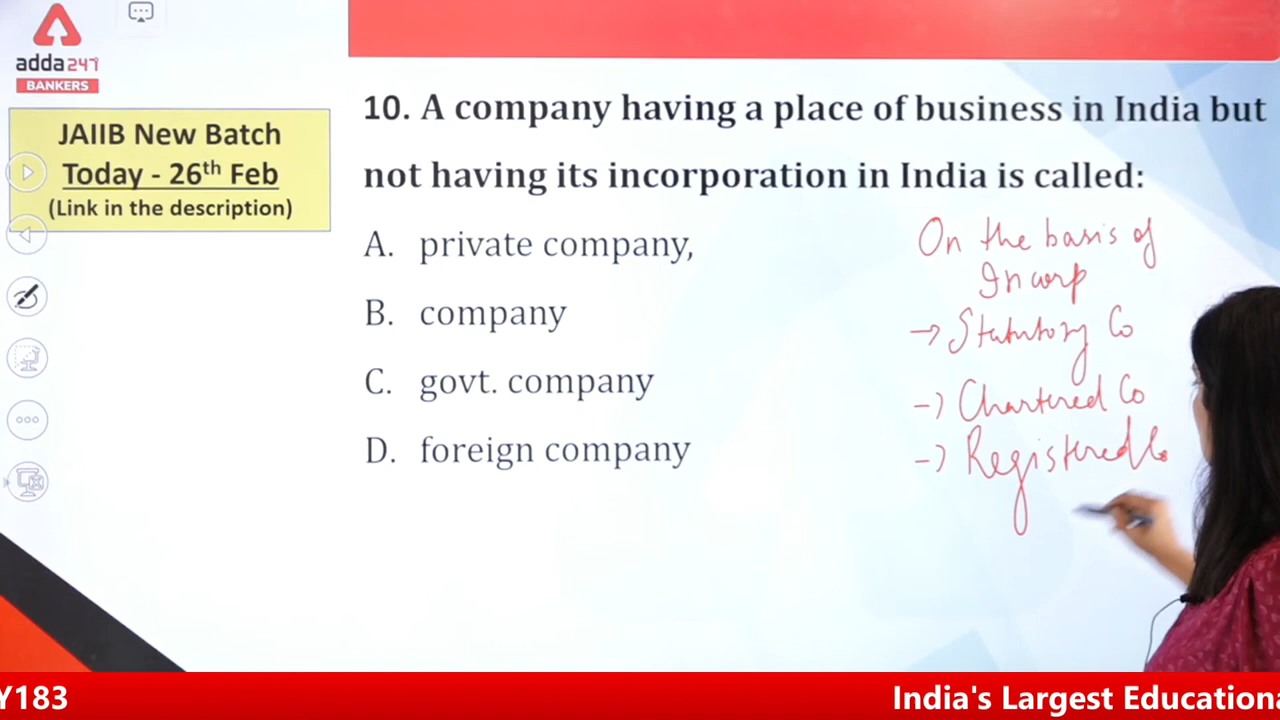 adda247
BANKERS
JAIIB New Batch
Today - 26th Feb
(Link in the description)
10. A company having a place of business in India but
not having its incorporation in India is called:
A. private company,
B. company
C. govt. company
D. foreign company
On the basis of
Incorp
→ Statutory Co
→ Chartered Co
→ Registered Co
Y183
India's Largest Educationa